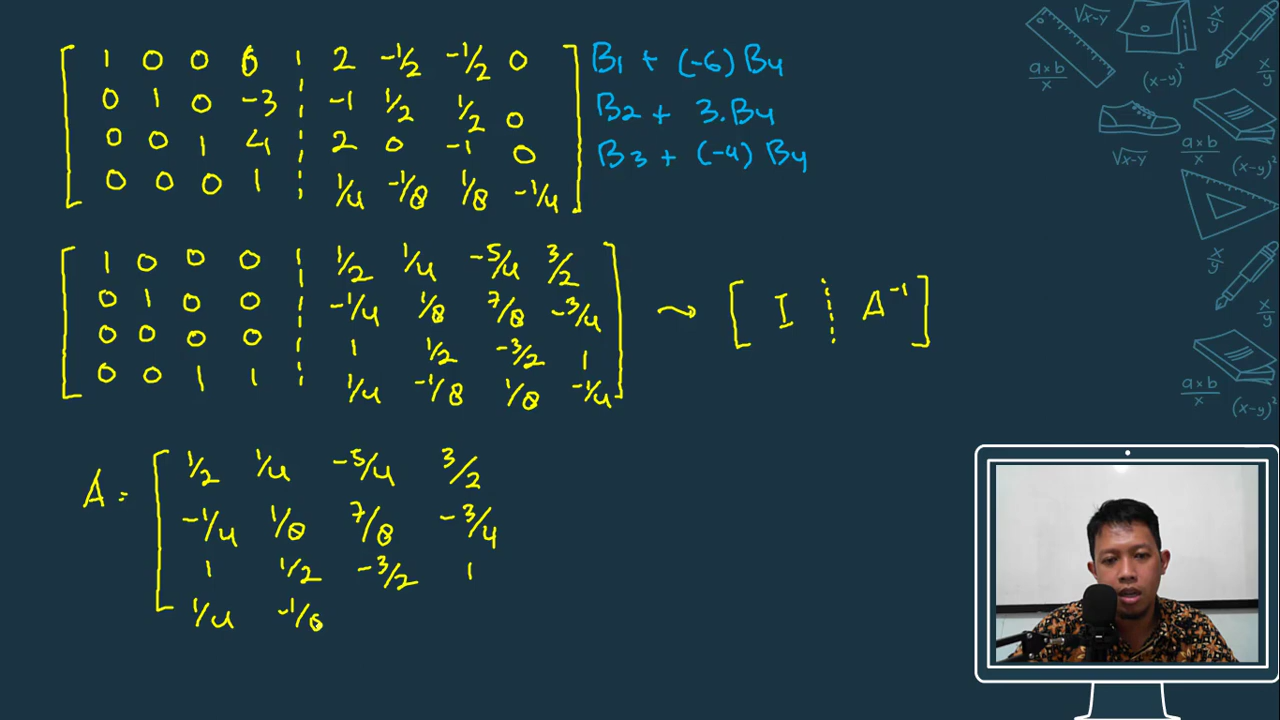 1 0 0 6 | 2 -1/2 -1/2 0 B1 + (-6) B4
0 1 0 -3 | -1 1/2 1/2 0 B2 + 3.B4
0 0 1 4 | 2 0 -1 0 B3 + (-4) B4
0 0 0 1 | 1/4 -1/8 1/8 -1/4
1 0 0 0 | 1/2 1/4 -5/4 3/2
0 1 0 0 | -1/4 1/8 7/8 -3/4 ~> [ I | A^-1 ]
0 0 0 0 | 1 1/2 -3/2 1
0 0 1 1 | 1/4 -1/8 1/8 -1/4
A = [ 1/2 1/4 -5/4 3/2
-1/4 1/8 7/8 -3/4
1 1/2 -3/2 1
1/4 -1/8
√x-y
x/y
a×b/x
(x-y)²
x/y
√x-y
a×b/x
(x-y)²
x/y
x/y
a×b/x
(x-y)²